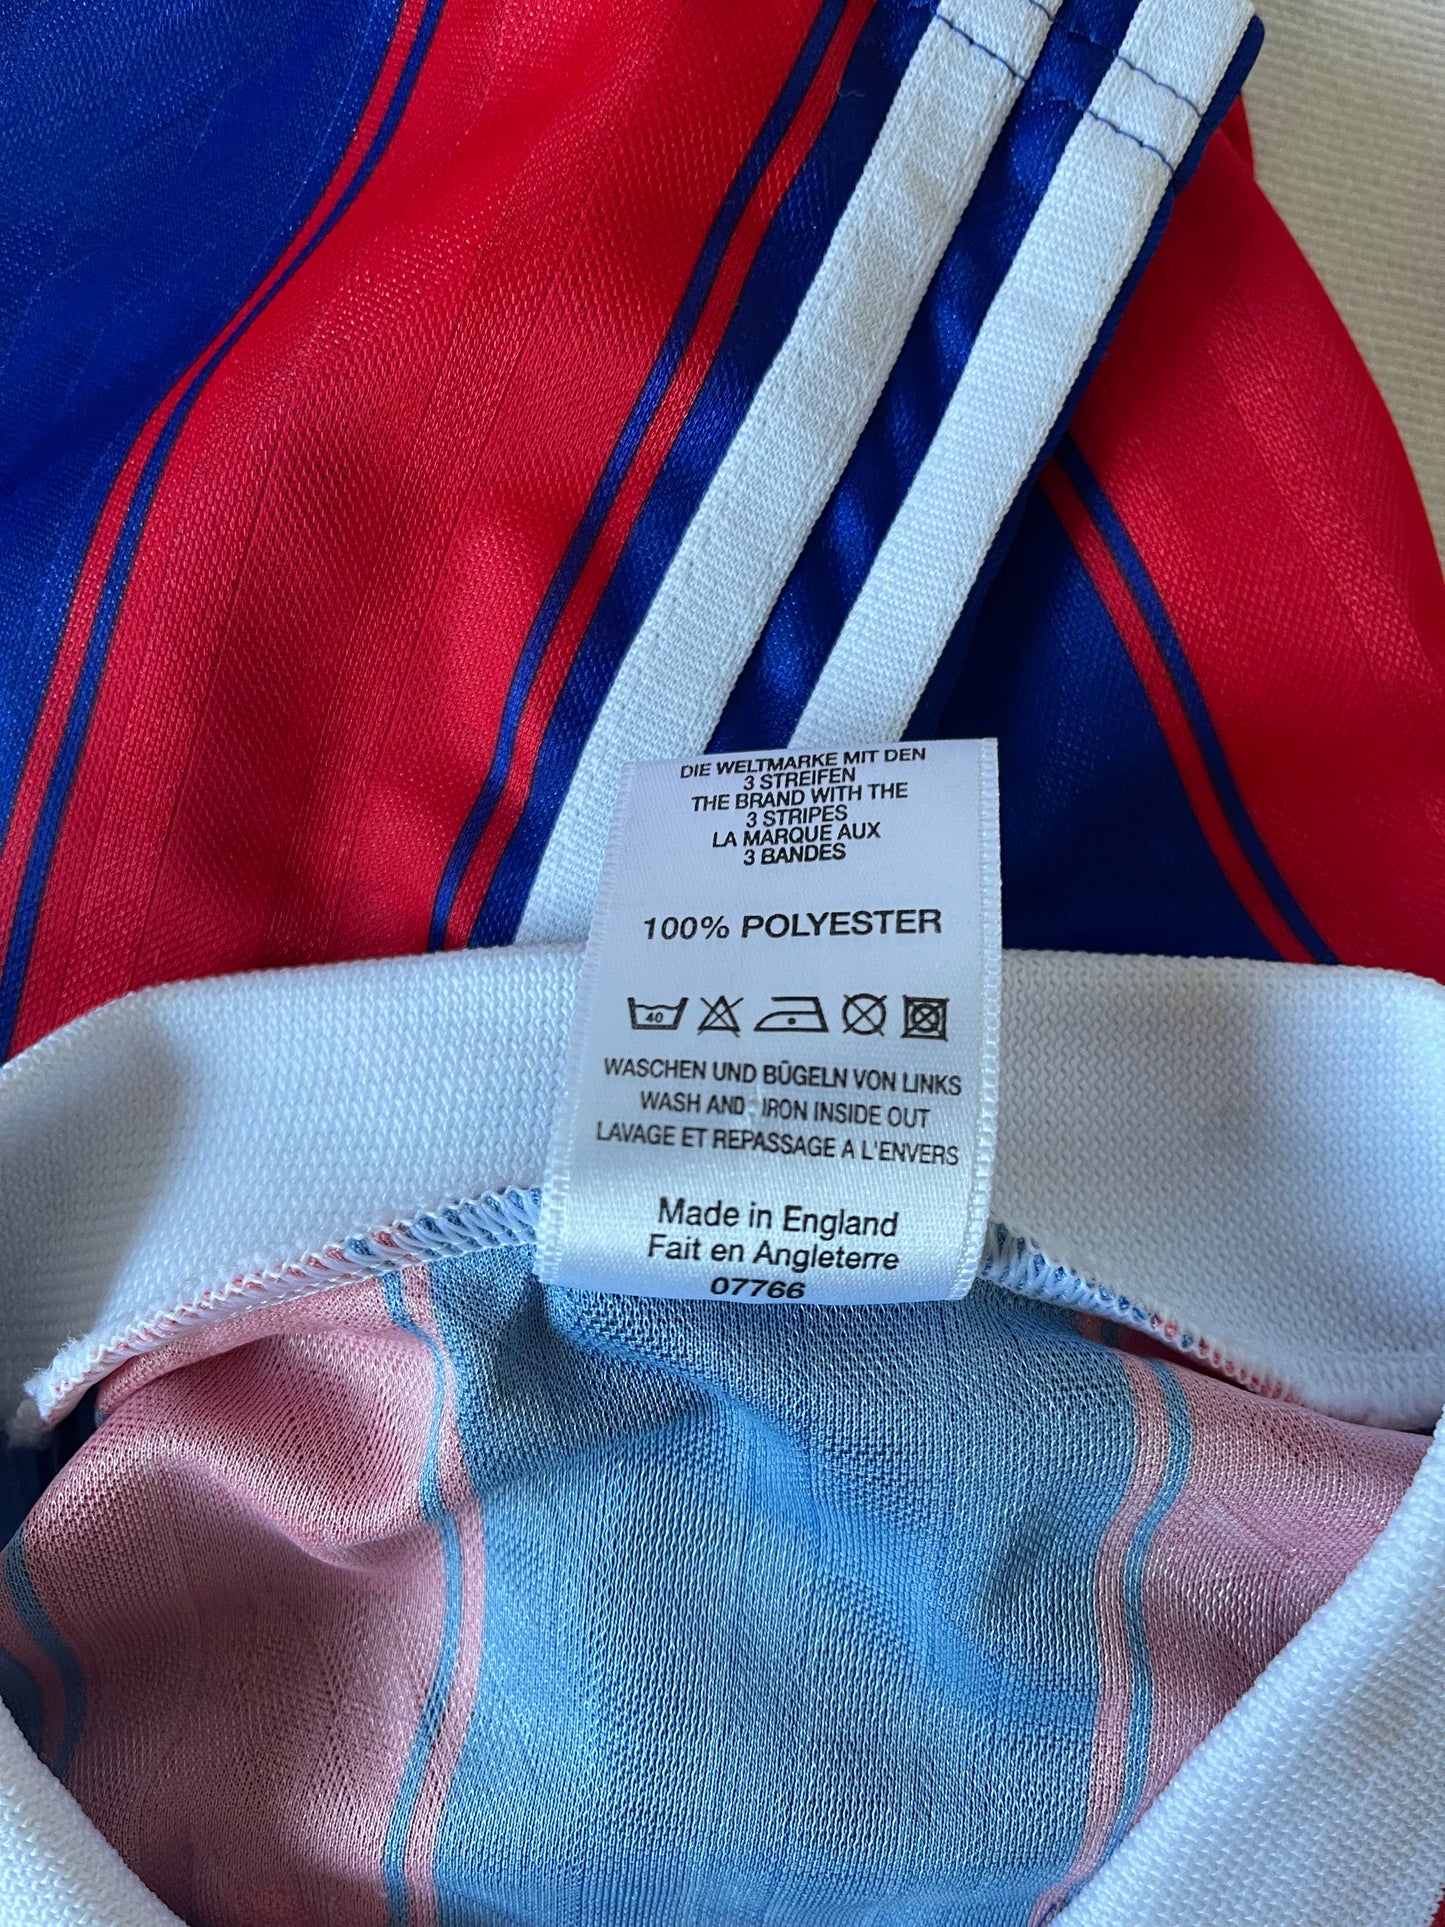 DIE WELTMARKE MIT DEN
3 STREIFEN
THE BRAND WITH THE
3 STRIPES
LA MARQUE AUX
3 BANDES
100% POLYESTER
40
WASCHEN UND BÜGELN VON LINKS
WASH AND IRON INSIDE OUT
LAVAGE ET REPASSAGE A L'ENVERS
Made in England
Fait en Angleterre
07766